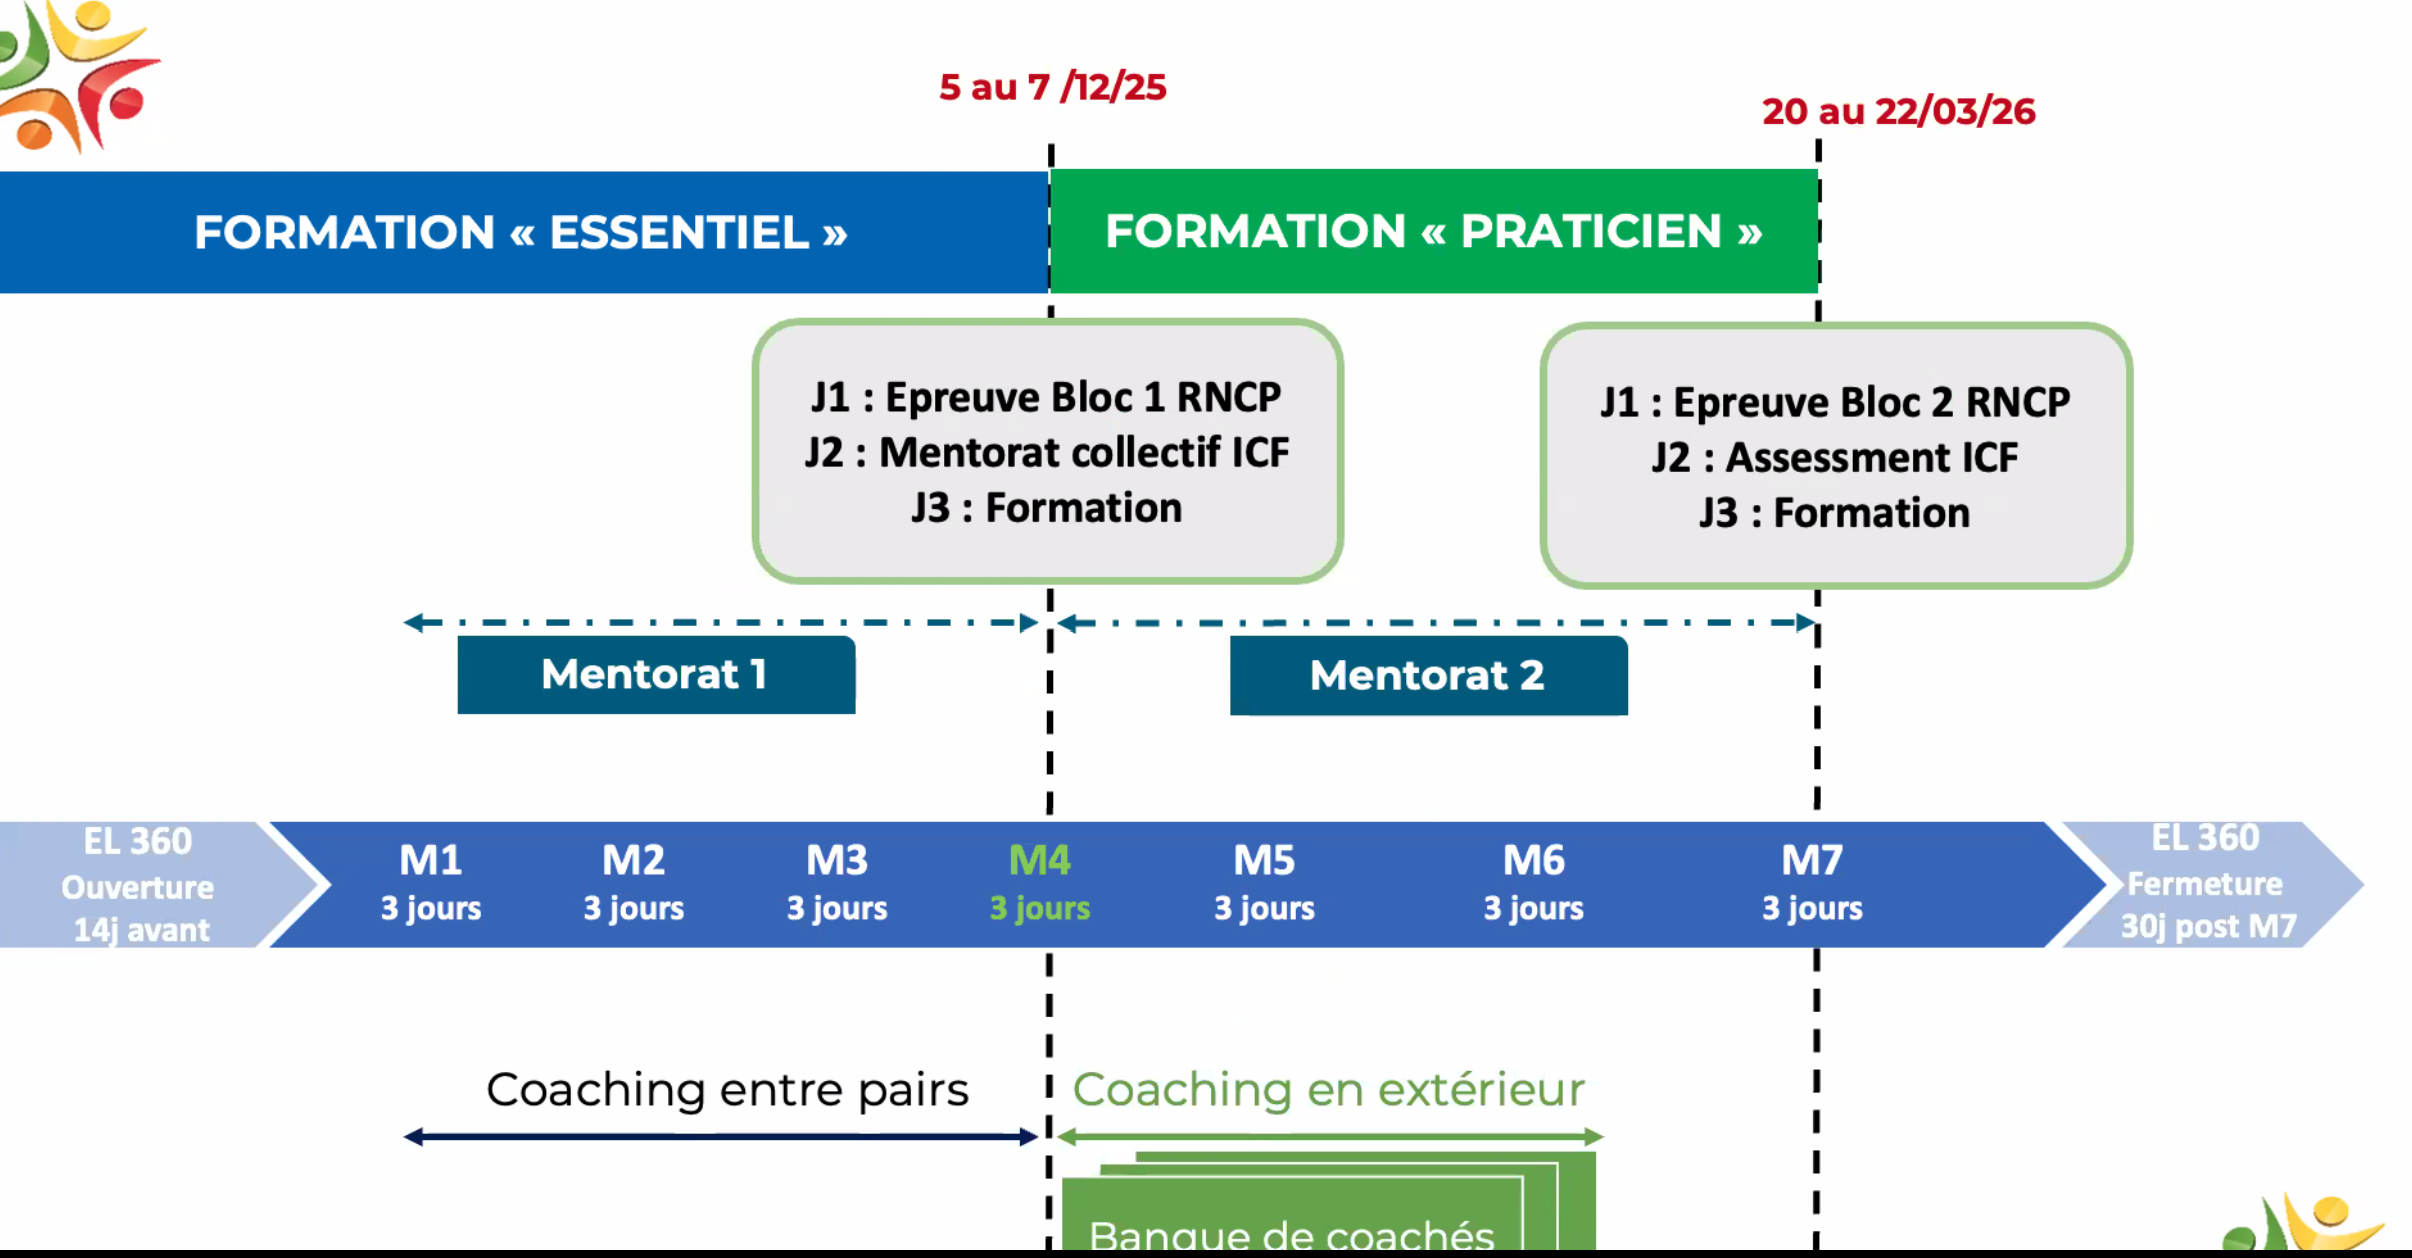 5 au 7 /12/25
20 au 22/03/26
FORMATION « ESSENTIEL »
FORMATION « PRATICIEN »
J1 : Epreuve Bloc 1 RNCP
J2 : Mentorat collectif ICF
J3 : Formation
J1 : Epreuve Bloc 2 RNCP
J2 : Assessment ICF
J3 : Formation
Mentorat 1
Mentorat 2
EL 360
Ouverture
14j avant
M1
3 jours
M2
3 jours
M3
3 jours
M4
3 jours
M5
3 jours
M6
3 jours
M7
3 jours
EL 360
Fermeture
30j post M7
Coaching entre pairs
Coaching en extérieur
Banque de coachés